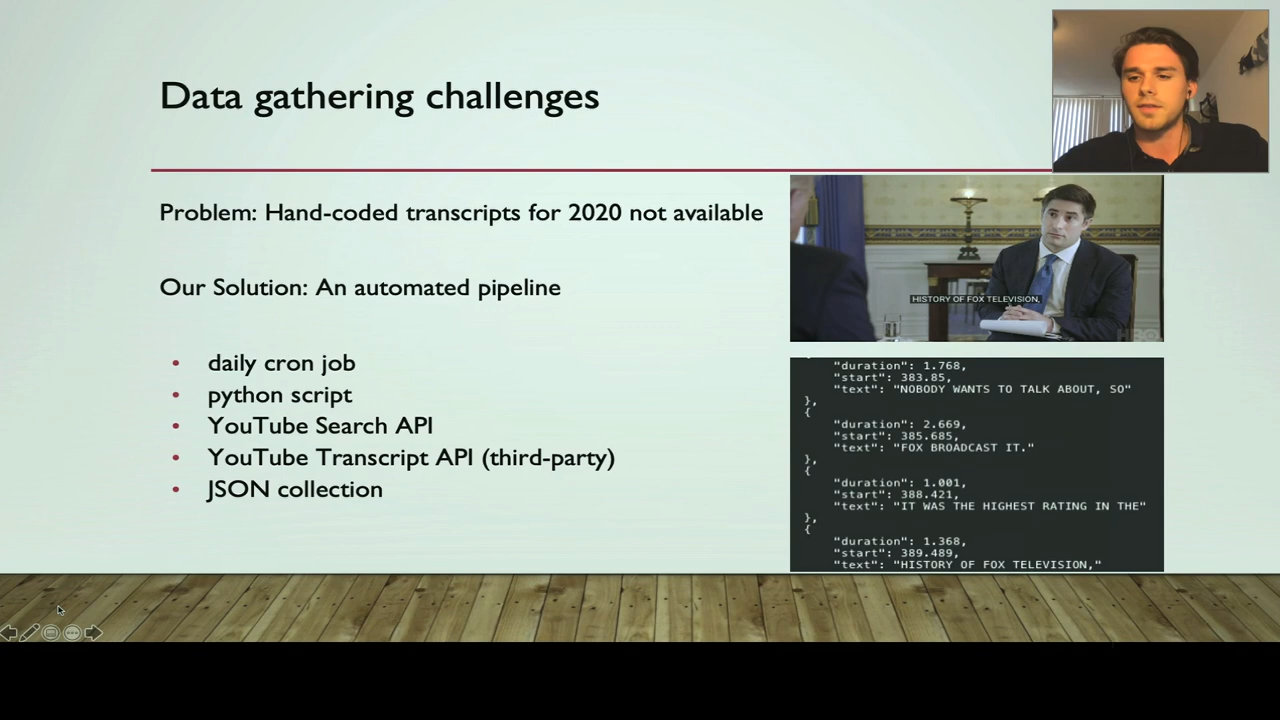 Data gathering challenges
Problem: Hand-coded transcripts for 2020 not available
Our Solution: An automated pipeline
• daily cron job
• python script
• YouTube Search API
• YouTube Transcript API (third-party)
• JSON collection
HISTORY OF FOX TELEVISION,
HBO
"duration": 1.768,
"start": 383.85,
"text": "NOBODY WANTS TO TALK ABOUT, SO"
},
{
"duration": 2.669,
"start": 385.685,
"text": "FOX BROADCAST IT."
},
{
"duration": 1.001,
"start": 388.421,
"text": "IT WAS THE HIGHEST RATING IN THE"
},
{
"duration": 1.368,
"start": 389.489,
"text": "HISTORY OF FOX TELEVISION,"